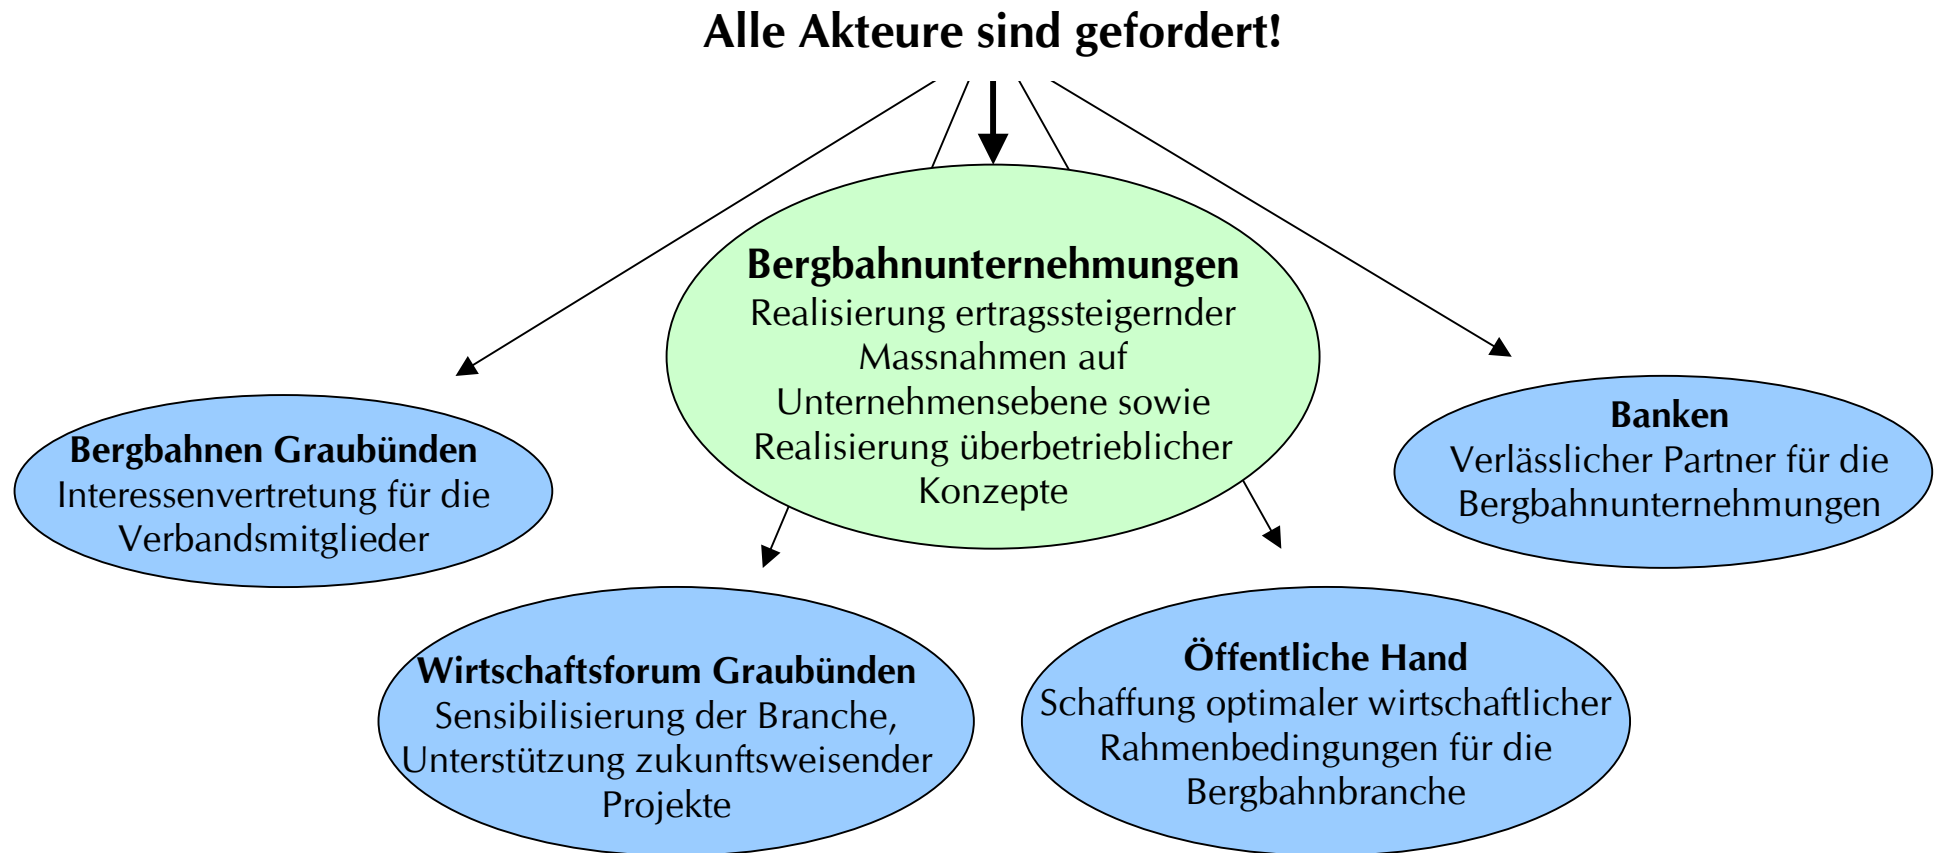 Alle Akteure sind gefordert!
Bergbahnunternehmungen
Realisierung ertragssteigernder
Massnahmen auf
Unternehmensebene sowie
Realisierung überbetrieblicher
Konzepte
Bergbahnen Graubünden
Interessenvertretung für die
Verbandsmitglieder
Banken
Verlässlicher Partner für die
Bergbahnunternehmungen
Wirtschaftsforum Graubünden
Sensibilisierung der Branche,
Unterstützung zukunftsweisender
Projekte
Öffentliche Hand
Schaffung optimaler wirtschaftlicher
Rahmenbedingungen für die
Bergbahnbranche